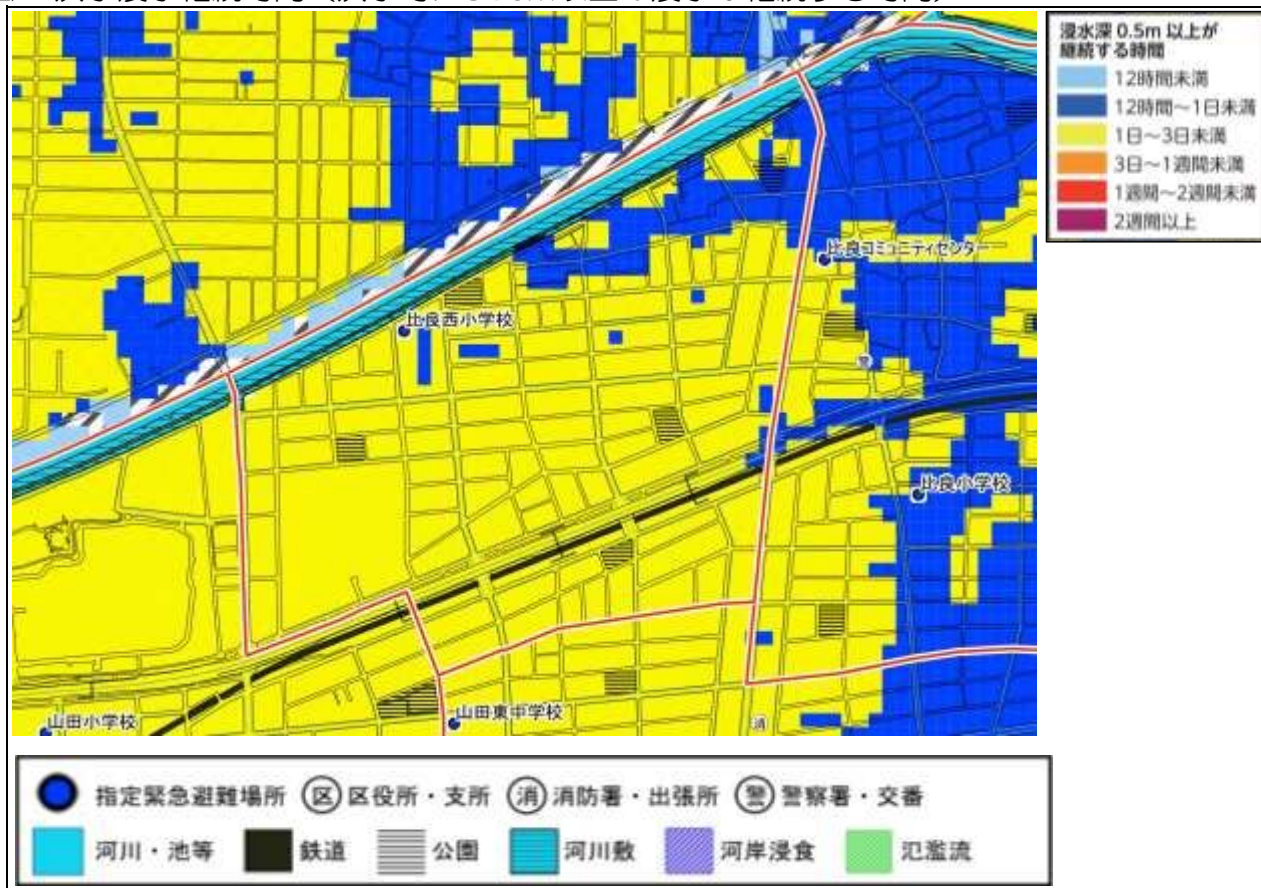 浸水深 0.5m 以上が
継続する時間
12時間未満
12時間～1日未満
1日～3日未満
3日～1週間未満
1週間～2週間未満
2週間以上
比良コミュニティセンター
比良西小学校
警
比良小学校
山田小学校
山田東中学校
消
指定緊急避難場所 区 区役所・支所 消 消防署・出張所 警 警察署・交番
河川・池等 鉄道 公園 河川敷 河岸浸食 氾濫流